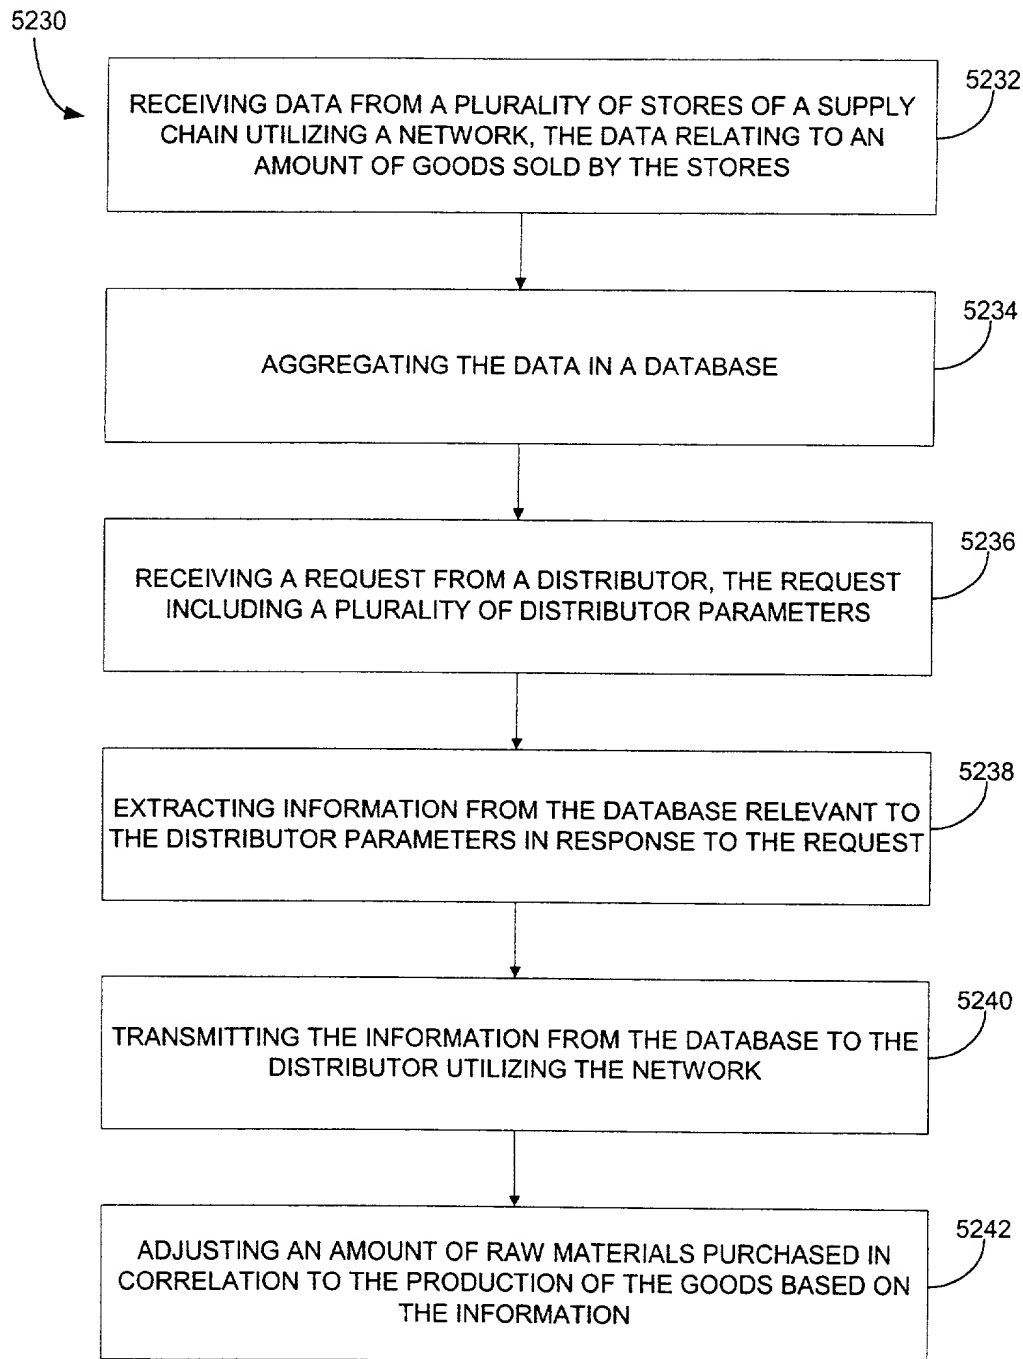 5230
RECEIVING DATA FROM A PLURALITY OF STORES OF A SUPPLY
CHAIN UTILIZING A NETWORK, THE DATA RELATING TO AN
AMOUNT OF GOODS SOLD BY THE STORES
5232
AGGREGATING THE DATA IN A DATABASE
5234
RECEIVING A REQUEST FROM A DISTRIBUTOR, THE REQUEST
INCLUDING A PLURALITY OF DISTRIBUTOR PARAMETERS
5236
EXTRACTING INFORMATION FROM THE DATABASE RELEVANT TO
THE DISTRIBUTOR PARAMETERS IN RESPONSE TO THE REQUEST
5238
TRANSMITTING THE INFORMATION FROM THE DATABASE TO THE
DISTRIBUTOR UTILIZING THE NETWORK
5240
ADJUSTING AN AMOUNT OF RAW MATERIALS PURCHASED IN
CORRELATION TO THE PRODUCTION OF THE GOODS BASED ON
THE INFORMATION
5242